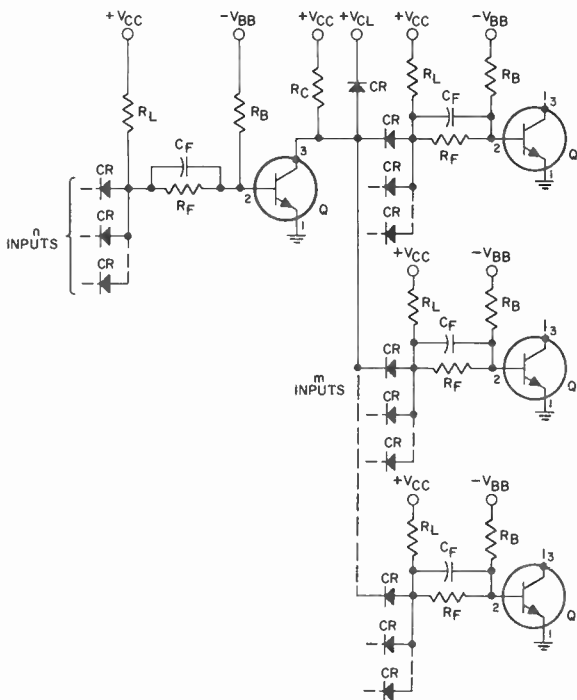 +VCC -VBB +VCC +VCL +VCC -VBB
RL RB RC CR RL RB
CF 3 CR CF 3
CR RF 2 Q 1 RF 2 Q 1
n INPUTS CR
CR
CR
CR
+VCC -VBB
RL RB
CF 3
m INPUTS CR RF 2 Q 1
CR
CR
+VCC -VBB
RL RB
CF 3
CR RF 2 Q 1
CR
CR